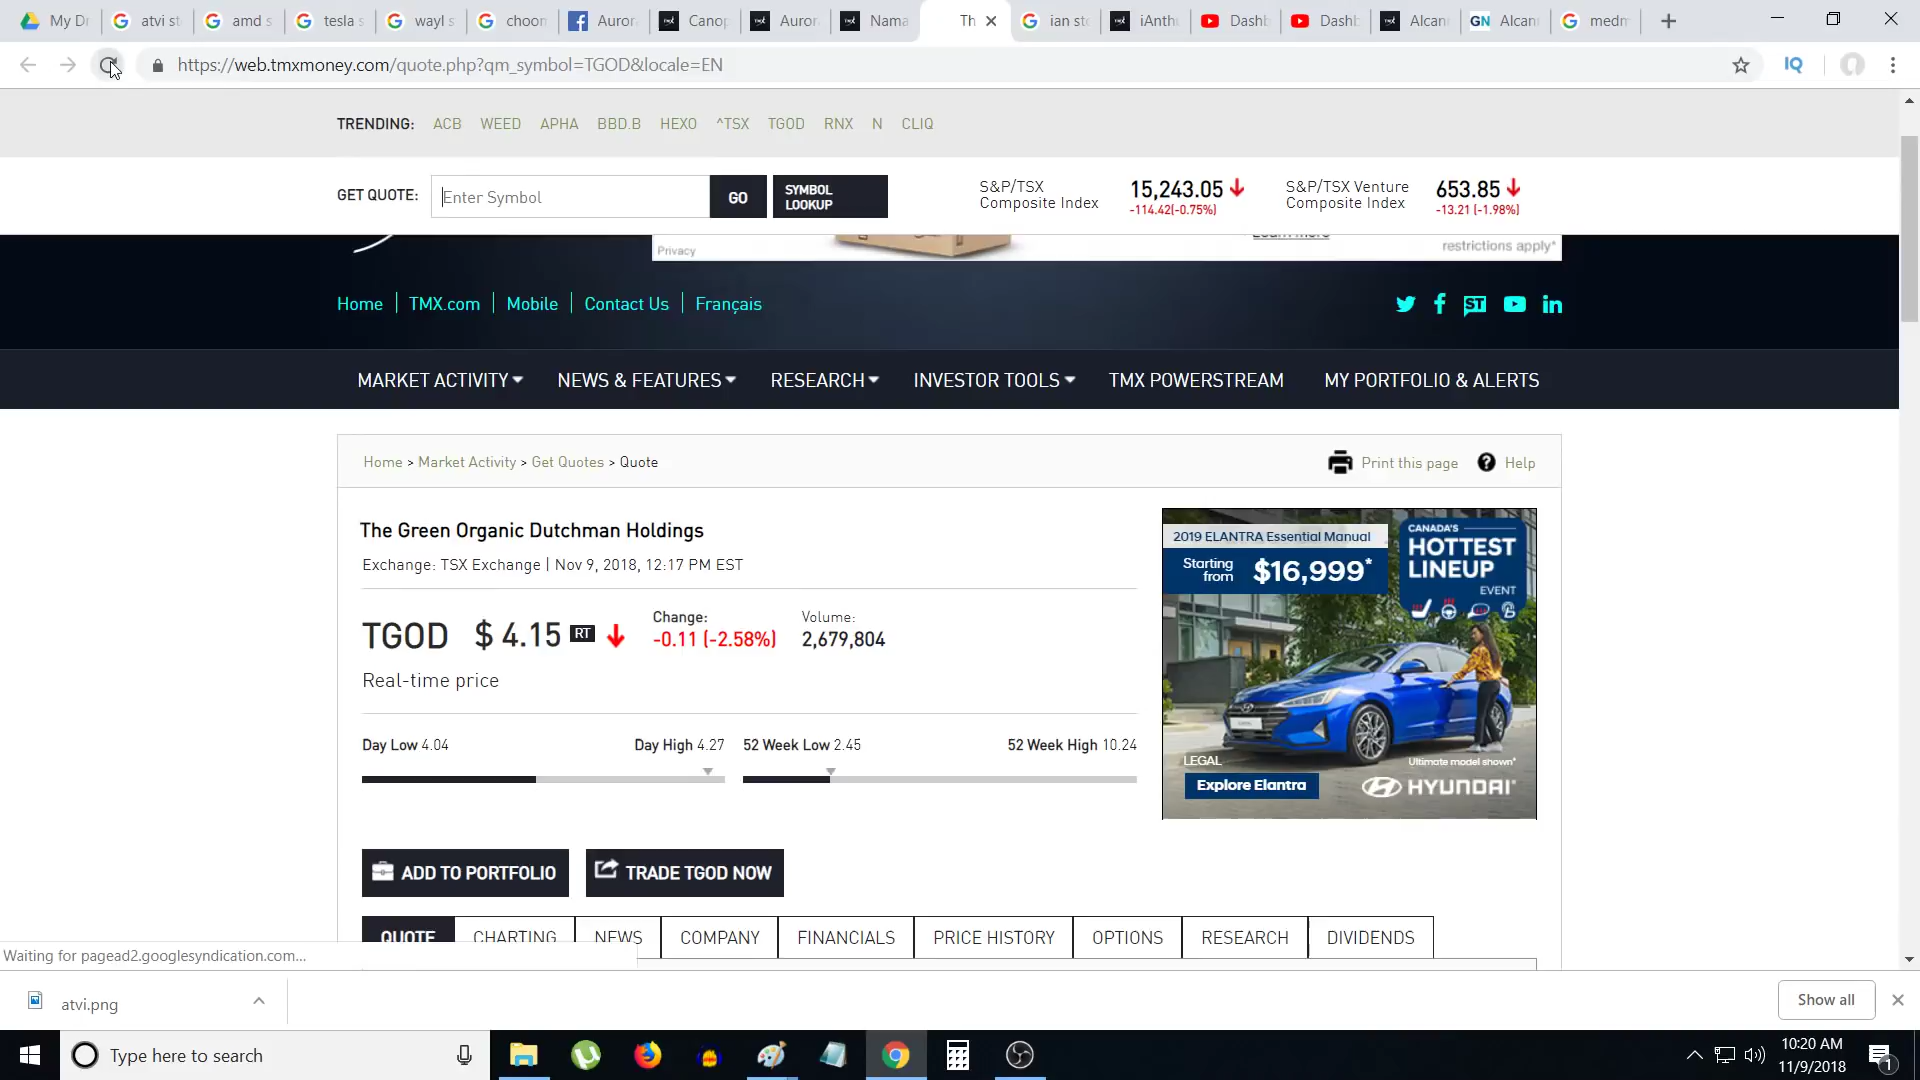 My Dr
atvi st
amd s
tesla s
wayl s
choom
Aurora
Canop
Auror
Nama
Th
ian ste
iAnthu
Dashb
Dashb
Alcan
GN
Alcan
medm
https://web.tmxmoney.com/quote.php?qm_symbol=TGOD&locale=EN
IQ
TRENDING: ACB WEED APHA BBD.B HEXO ^TSX TGOD RNX N CLIQ
GET QUOTE:
Enter Symbol
GO
SYMBOL
LOOKUP
S&P/TSX
Composite Index
15,243.05
-114.42(-0.75%)
S&P/TSX Venture
Composite Index
653.85
-13.21 (-1.98%)
Privacy
Learn more
restrictions apply*
Home TMX.com Mobile Contact Us Français
MARKET ACTIVITY NEWS & FEATURES RESEARCH INVESTOR TOOLS TMX POWERSTREAM MY PORTFOLIO & ALERTS
Home > Market Activity > Get Quotes > Quote
Print this page
Help
The Green Organic Dutchman Holdings
Exchange: TSX Exchange | Nov 9, 2018, 12:17 PM EST
TGOD $ 4.15 RT
Change:
-0.11 (-2.58%)
Volume:
2,679,804
Real-time price
Day Low 4.04
Day High 4.27
52 Week Low 2.45
52 Week High 10.24
2019 ELANTRA Essential Manual
Starting
from
$16,999*
CANADA'S
HOTTEST
LINEUP
EVENT
LEGAL
Ultimate model shown*
Explore Elantra
HYUNDAI
ADD TO PORTFOLIO
TRADE TGOD NOW
QUOTE CHARTING NEWS COMPANY FINANCIALS PRICE HISTORY OPTIONS RESEARCH DIVIDENDS
Waiting for pagead2.googlesyndication.com...
atvi.png
Show all
Type here to search
10:20 AM
11/9/2018
1